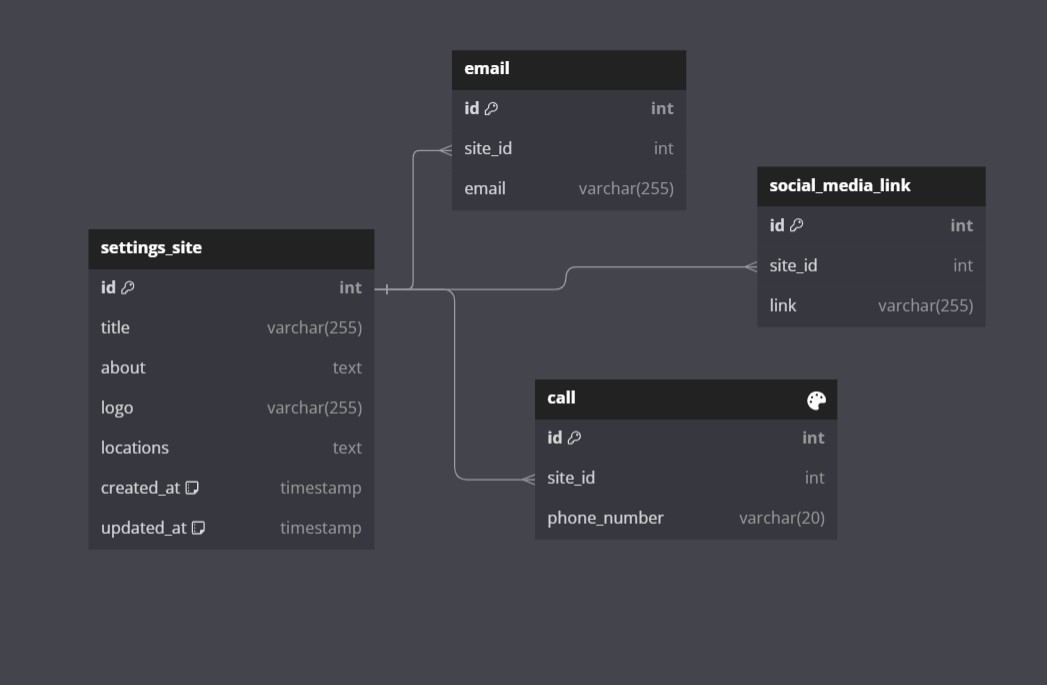 email
id int
site_id int
email varchar(255)
social_media_link
id int
site_id int
link varchar(255)
settings_site
id int
title varchar(255)
about text
logo varchar(255)
locations text
created_at timestamp
updated_at timestamp
call
id int
site_id int
phone_number varchar(20)